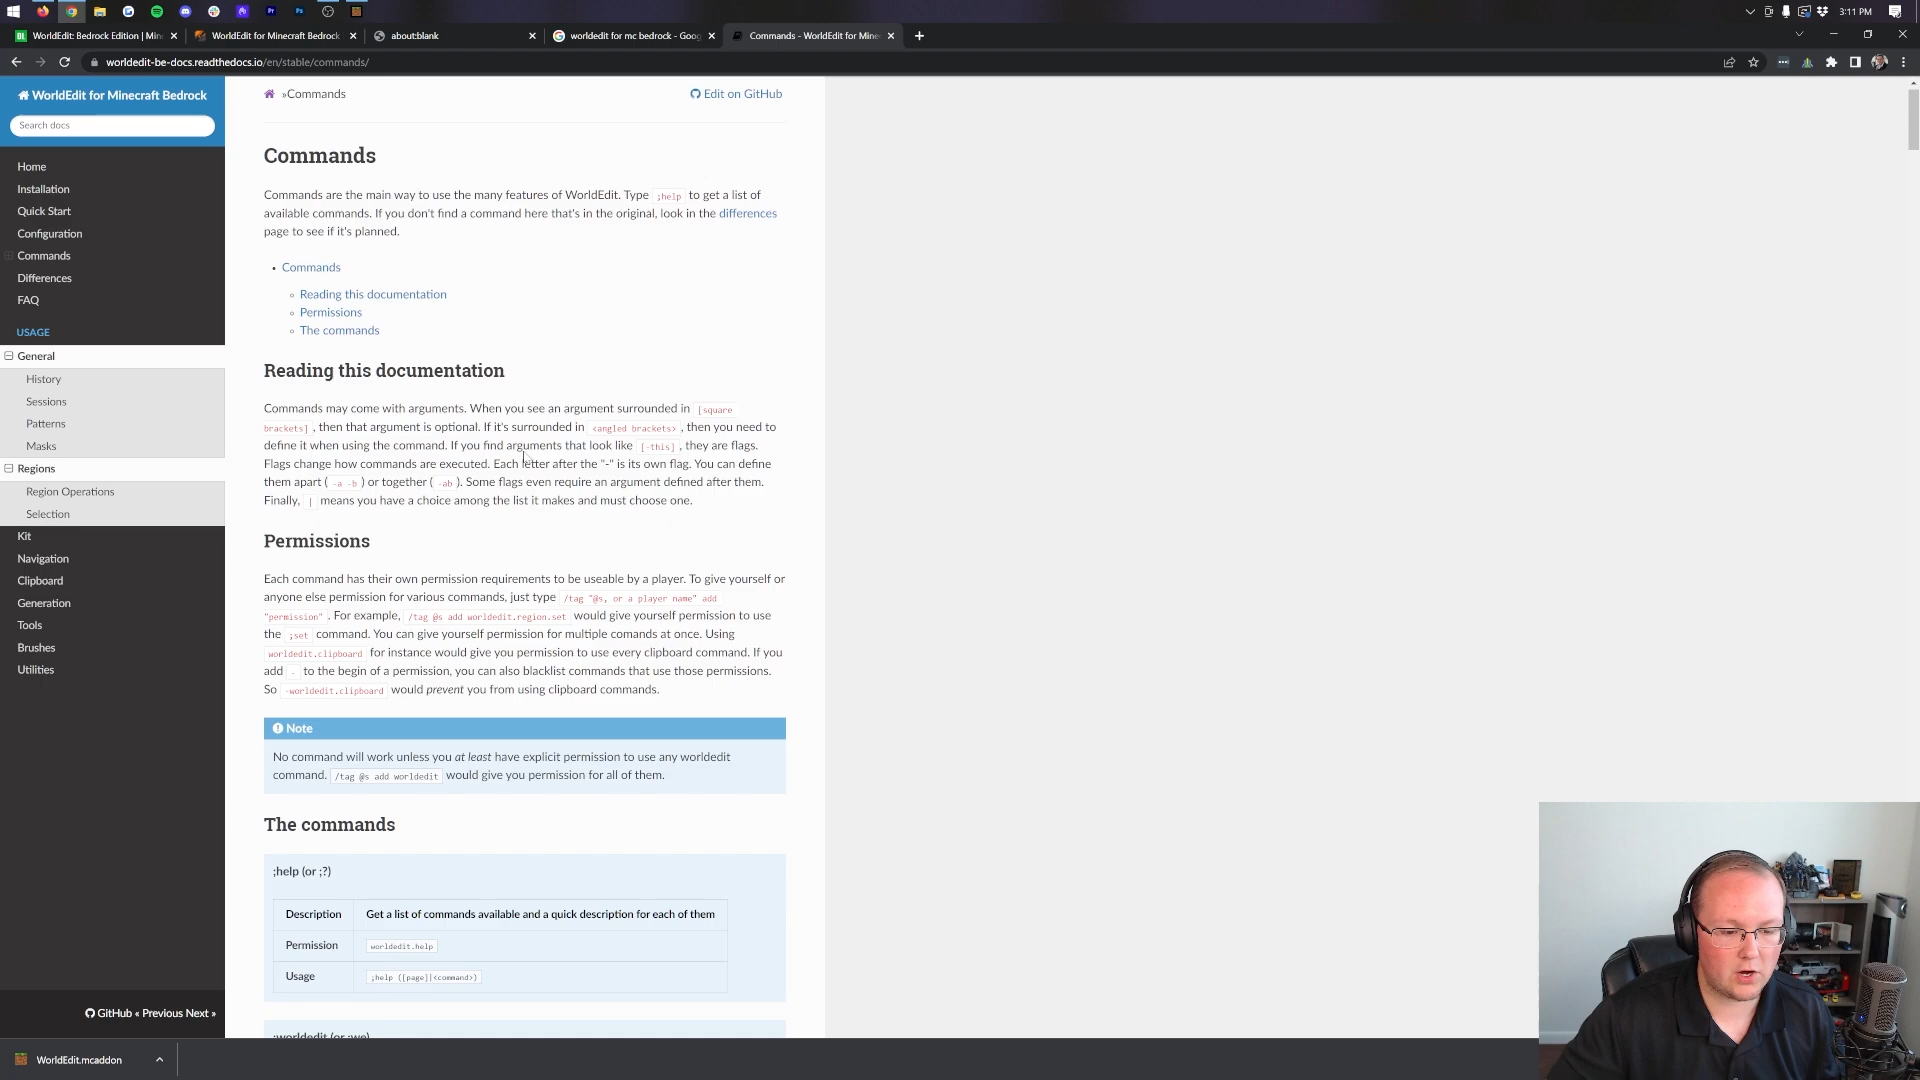 3:11 PM
WorldEdit: Bedrock Edition | Min
WorldEdit for Minecraft Bedrock
about:blank
worldedit for mc bedrock - Goog
Commands - WorldEdit for Mine
worldedit-be-docs.readthedocs.io/en/stable/commands/
WorldEdit for Minecraft Bedrock
Search docs
Home
Installation
Quick Start
Configuration
Commands
Differences
FAQ
USAGE
General
History
Sessions
Patterns
Masks
Regions
Region Operations
Selection
Kit
Navigation
Clipboard
Generation
Tools
Brushes
Utilities
GitHub « Previous Next »
»Commands
Edit on GitHub
Commands
Commands are the main way to use the many features of WorldEdit. Type ;help to get a list of
available commands. If you don't find a command here that's in the original, look in the differences
page to see if it's planned.
• Commands
◦ Reading this documentation
◦ Permissions
◦ The commands
Reading this documentation
Commands may come with arguments. When you see an argument surrounded in [square
brackets] , then that argument is optional. If it's surrounded in <angled brackets> , then you need to
define it when using the command. If you find arguments that look like [-this] , they are flags.
Flags change how commands are executed. Each letter after the "-" is its own flag. You can define
them apart ( -a -b ) or together ( -ab ). Some flags even require an argument defined after them.
Finally, | means you have a choice among the list it makes and must choose one.
Permissions
Each command has their own permission requirements to be useable by a player. To give yourself or
anyone else permission for various commands, just type /tag "@s, or a player name" add
"permission" . For example, /tag @s add worldedit.region.set would give yourself permission to use
the ;set command. You can give yourself permission for multiple comands at once. Using
worldedit.clipboard for instance would give you permission to use every clipboard command. If you
add - to the begin of a permission, you can also blacklist commands that use those permissions.
So -worldedit.clipboard would prevent you from using clipboard commands.
Note
No command will work unless you at least have explicit permission to use any worldedit
command. /tag @s add worldedit would give you permission for all of them.
The commands
;help (or ;?)
Description Get a list of commands available and a quick description for each of them
Permission worldedit.help
Usage ;help ([page]|<command>)
;worldedit (or ;we)
WorldEdit.mcaddon